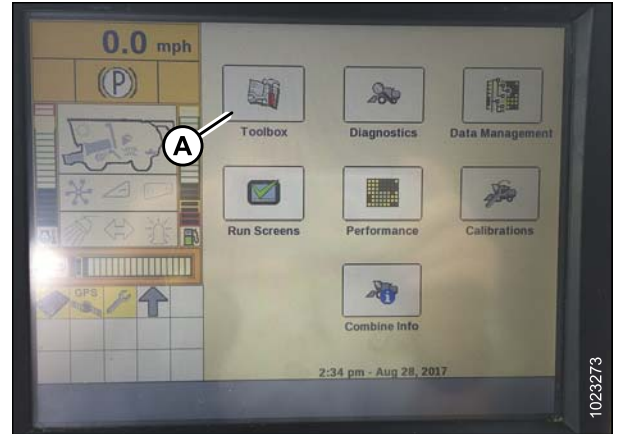 0.0 mph
(P)
A
Toolbox
Diagnostics
Data Management
Run Screens
Performance
Calibrations
GPS
Combine Info
2:34 pm - Aug 28, 2017
1023273